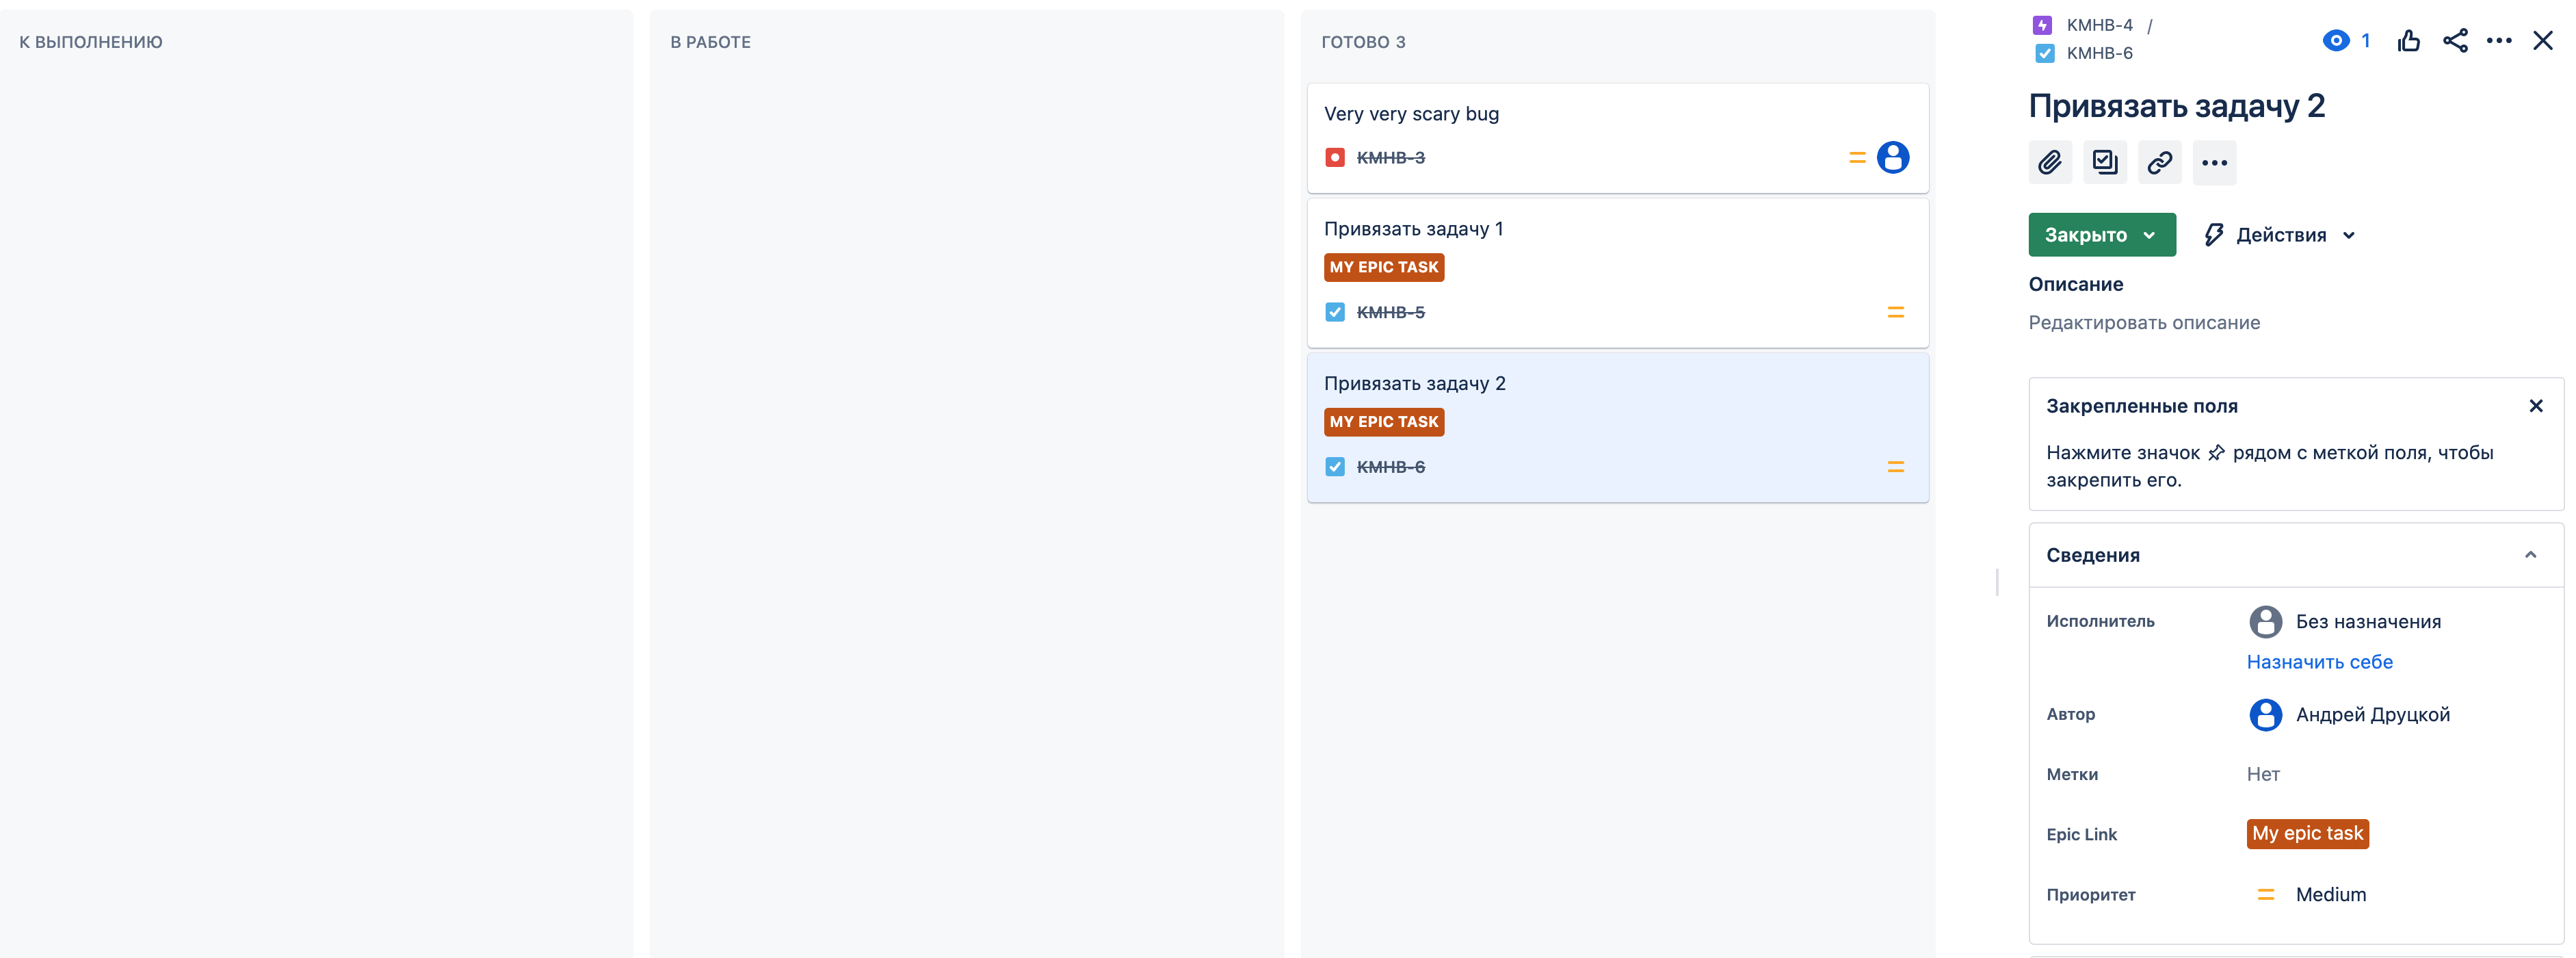 К ВЫПОЛНЕНИЮ
В РАБОТЕ
ГОТОВО 3
Very very scary bug
KMHB-3
Привязать задачу 1
MY EPIC TASK
KMHB-5
Привязать задачу 2
MY EPIC TASK
KMHB-6
KMHB-4 /
KMHB-6
1
Привязать задачу 2
Закрыто
Действия
Описание
Редактировать описание
Закрепленные поля
Нажмите значок рядом с меткой поля, чтобы
закрепить его.
Сведения
Исполнитель
Без назначения
Назначить себе
Автор
Андрей Друцкой
Метки
Нет
Epic Link
My epic task
Приоритет
Medium